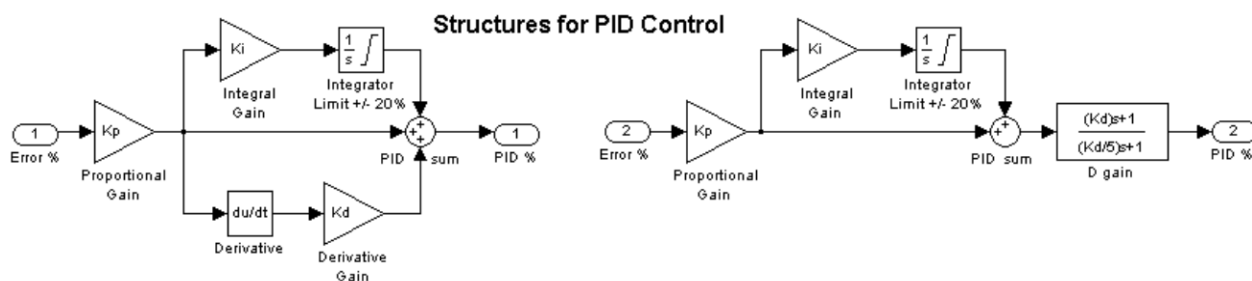 Structures for PID Control
Ki
1
s
Integral
Gain
Integrator
Limit +/- 20%
1
Error %
Kp
Proportional
Gain
+
+
+
PID sum
1
PID %
du/dt
Derivative
Kd
Derivative
Gain
Ki
1
s
Integral
Gain
Integrator
Limit +/- 20%
2
Error %
Kp
Proportional
Gain
+
+
PID sum
(Kd)s+1
(Kd/5)s+1
D gain
2
PID %